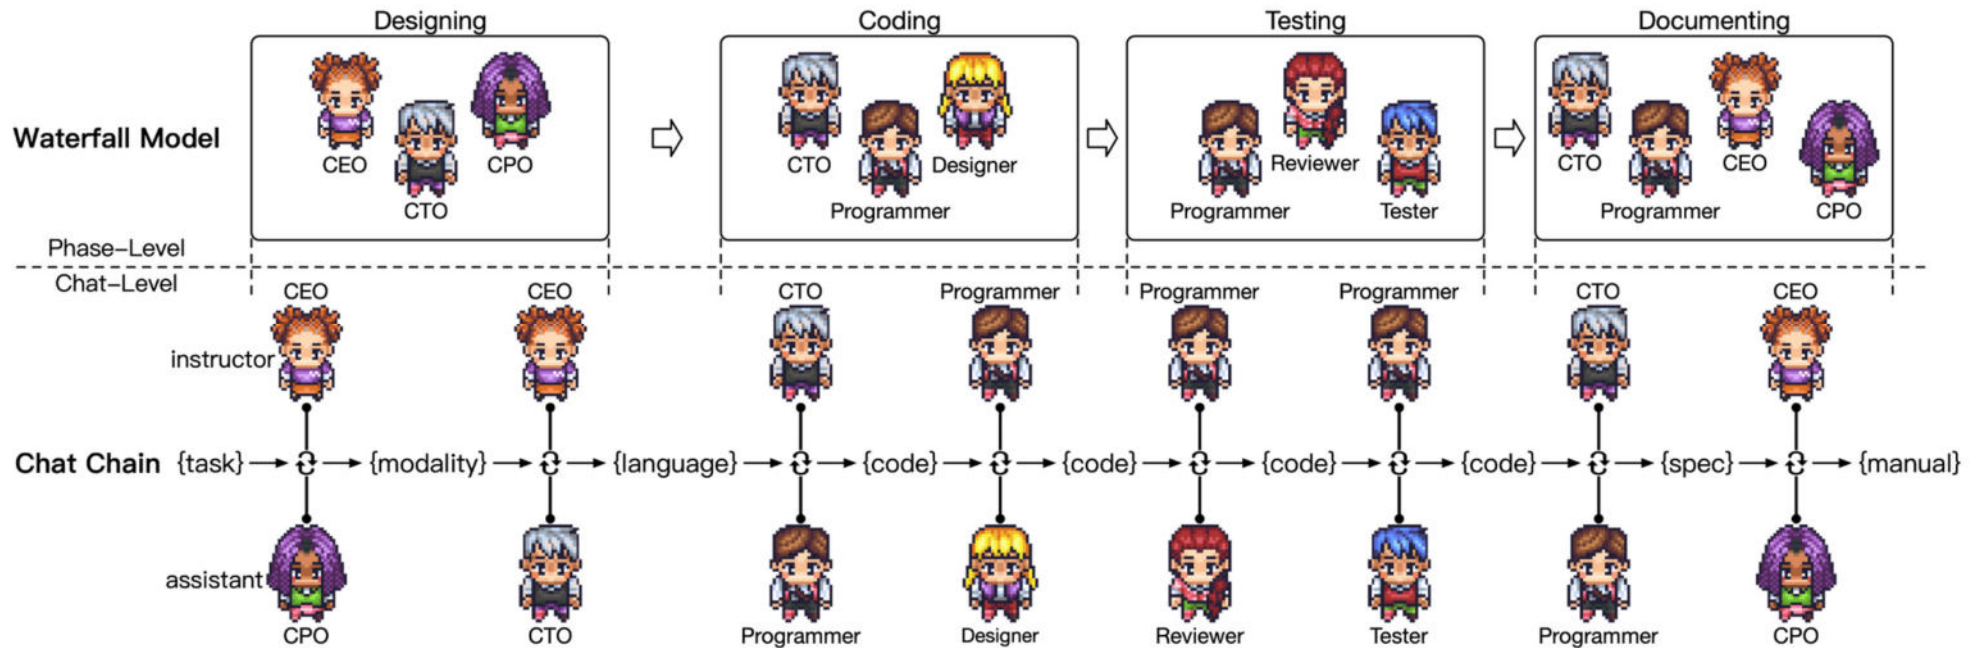 Designing Coding Testing Documenting
Waterfall Model
CEO CPO CTO
CTO Designer Programmer
Reviewer Programmer Tester
CTO CEO Programmer CPO
Phase-Level
Chat-Level
CEO CEO CTO Programmer Programmer Programmer CTO CEO
instructor
Chat Chain {task} {modality} {language} {code} {code} {code} {code} {spec} {manual}
assistant
CPO CTO Programmer Designer Reviewer Tester Programmer CPO